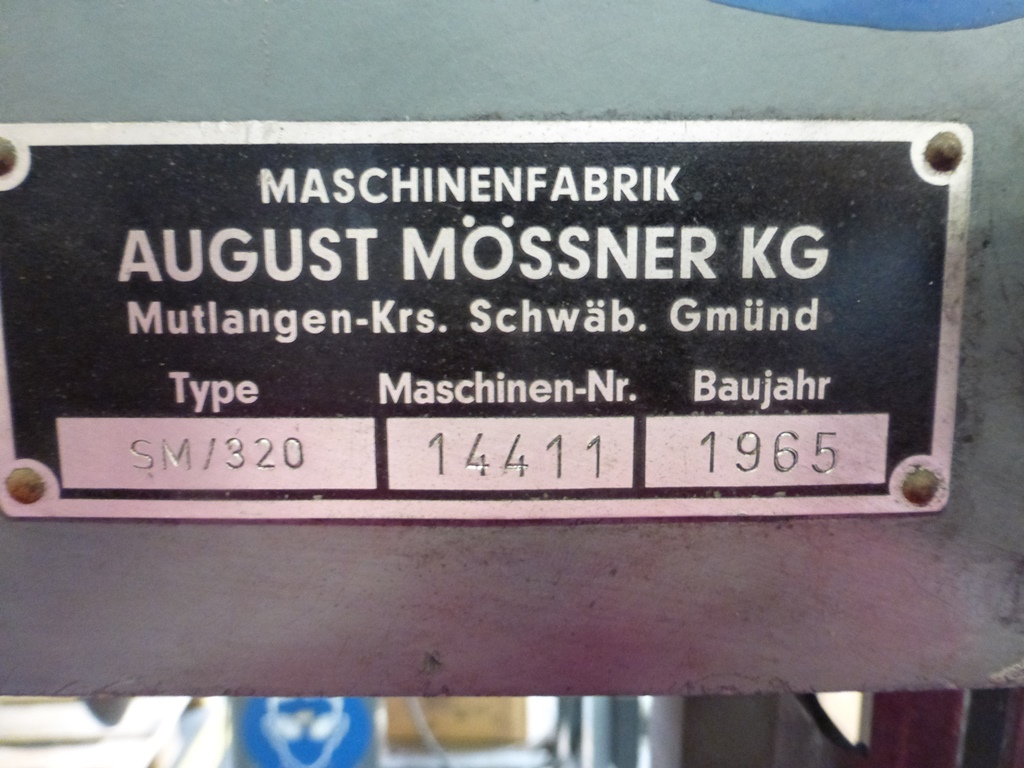 MASCHINENFABRIK
AUGUST MÖSSNER KG
Mutlangen-Krs. Schwäb. Gmünd
Type Maschinen-Nr. Baujahr
SM/320 14411 1965